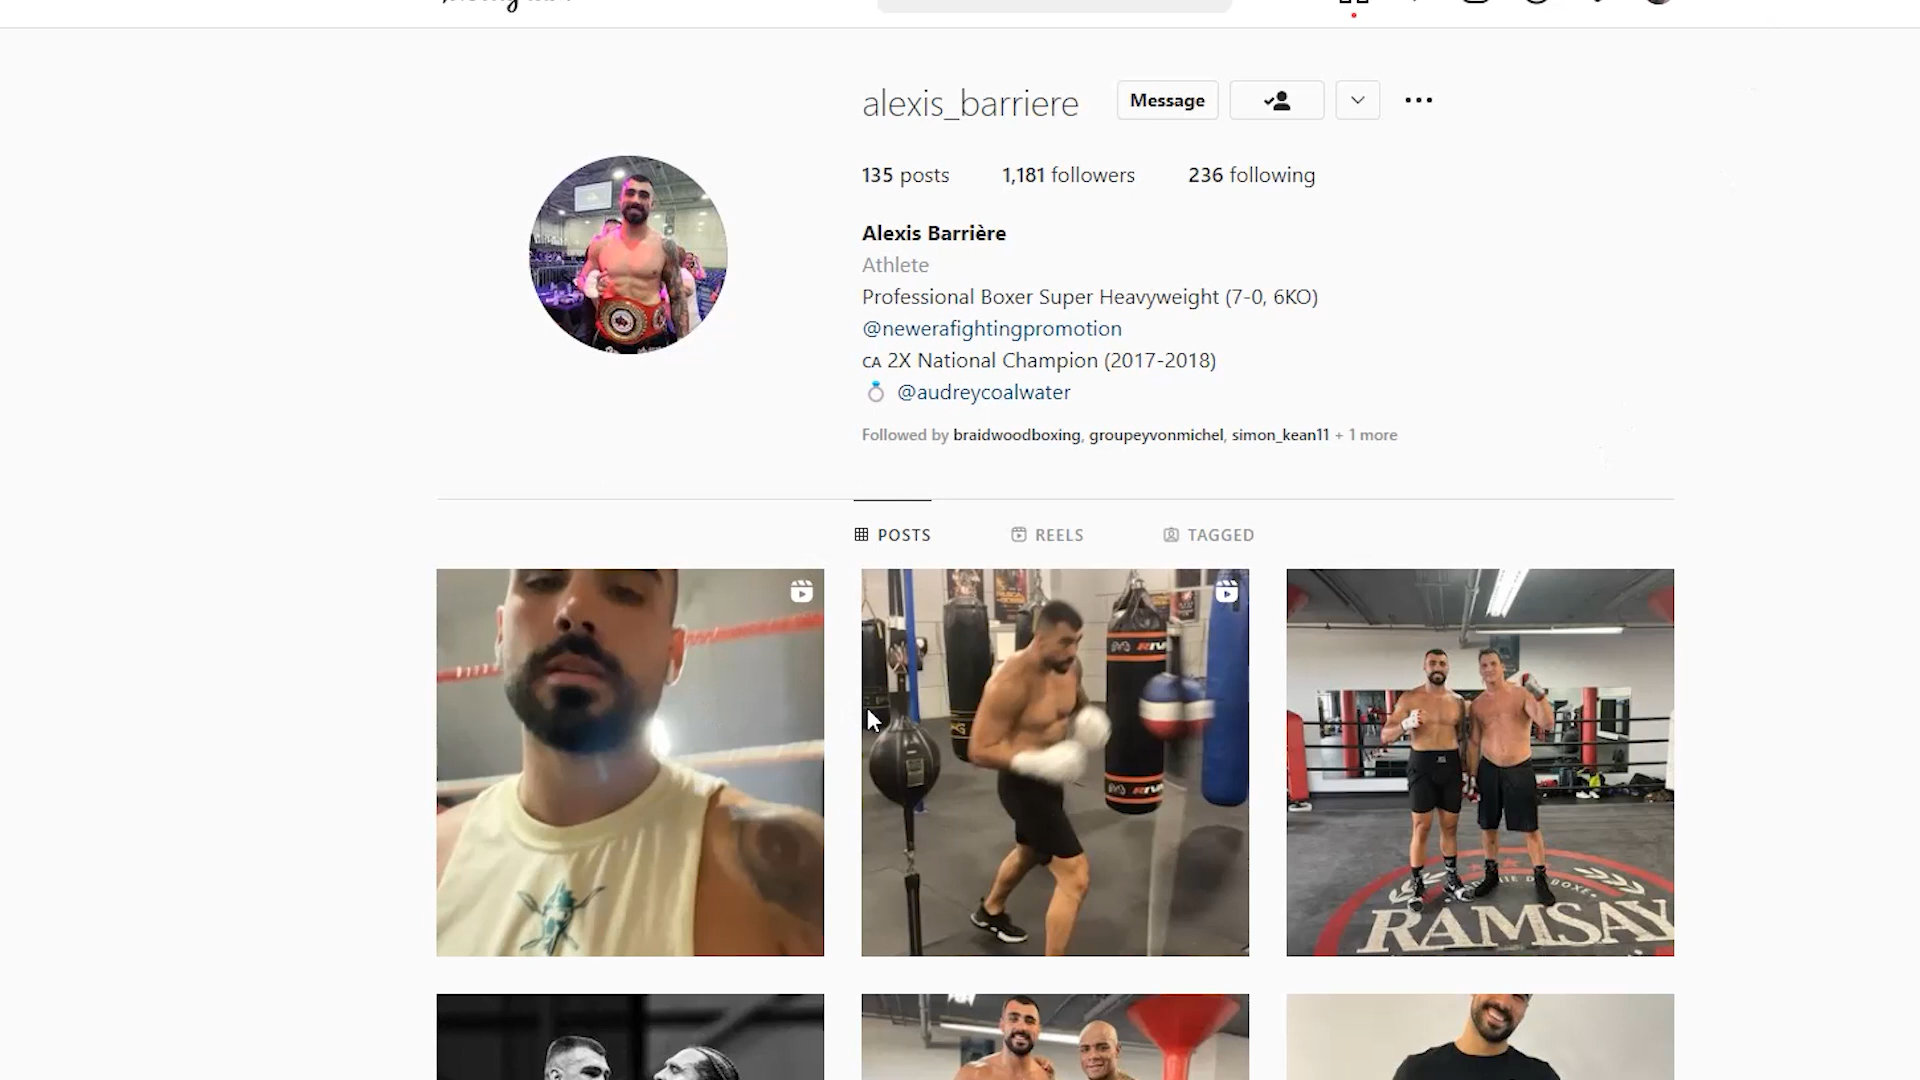 alexis_barriere
Message
135 posts 1,181 followers 236 following
Alexis Barrière
Athlete
Professional Boxer Super Heavyweight (7-0, 6KO)
@newerafightingpromotion
CA 2X National Champion (2017-2018)
@audreycoalwater
Followed by braidwoodboxing, groupeyvonmichel, simon_kean11 + 1 more
POSTS REELS TAGGED
RAMSAY